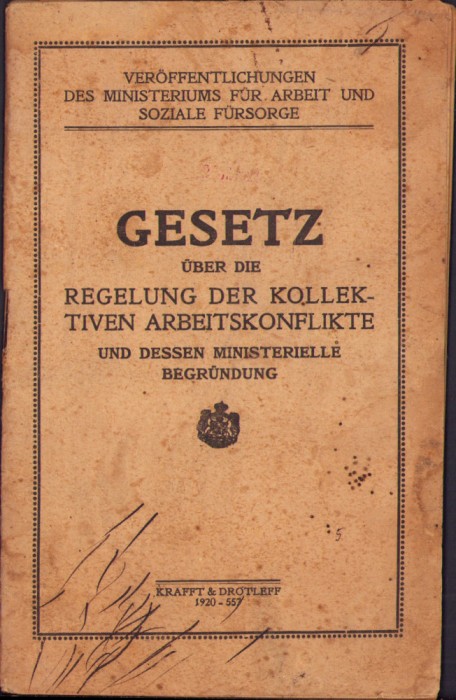 VERÖFFENTLICHUNGEN
DES MINISTERIUMS FÜR ARBEIT UND
SOZIALE FÜRSORGE
GESETZ
ÜBER DIE
REGELUNG DER KOLLEK-
TIVEN ARBEITSKONFLIKTE
UND DESSEN MINISTERIELLE
BEGRÜNDUNG
5
KRAFFT & DROTLEFF
1920 - 557